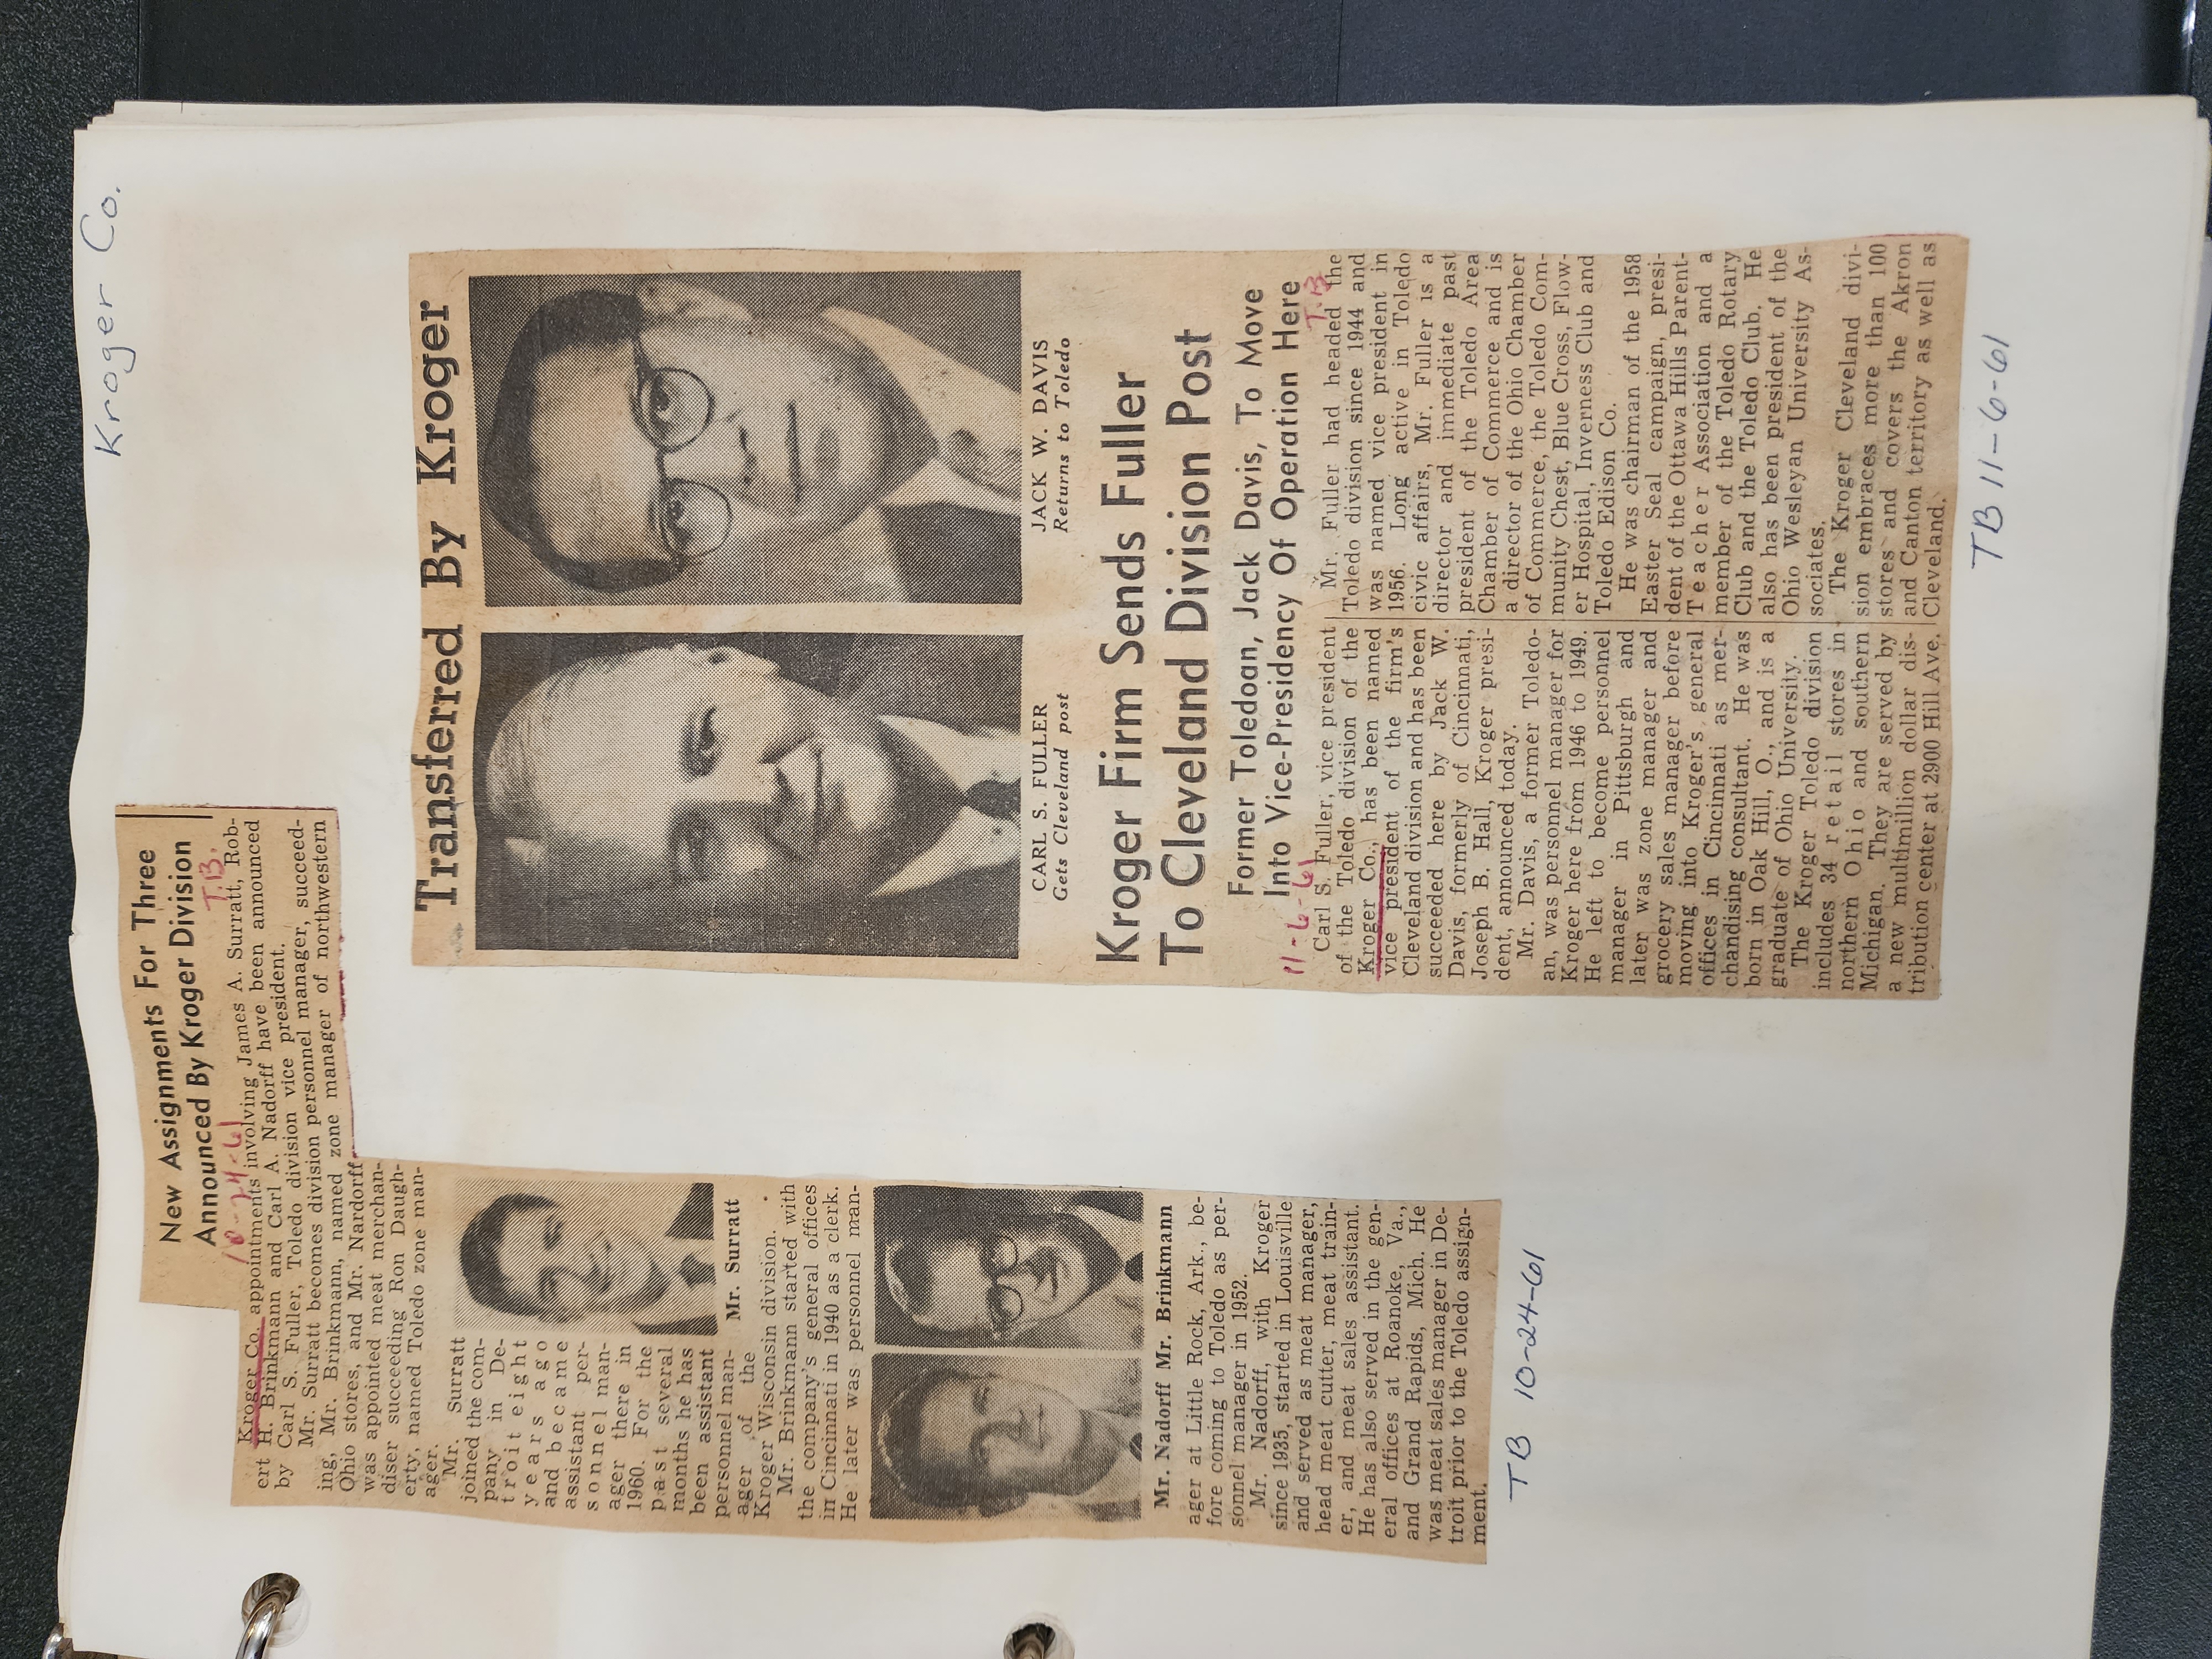 Kroger Co.
New Assignments For Three
Announced By Kroger Division
10-24-61 T.B.
Kroger Co. appointments involving James A. Surratt, Rob-
ert H. Brinkmann and Carl A. Nadorff have been announced
by Carl S. Fuller, Toledo division vice president.
Mr. Surratt becomes division personnel manager, succeed-
ing, Mr. Brinkmann, named zone manager of northwestern
Ohio stores, and Mr. Nardorff
was appointed meat merchan-
diser succeeding Ron Daugh-
erty, named Toledo zone man-
ager.
Mr. Surratt
joined the com-
pany in De-
troit eight
years ago
and became
assistant per-
sonnel man-
ager there in
1960. For the
past several
months he has
been assistant
personnel man-
ager of the
Kroger Wisconsin division.
Mr. Surratt
Mr. Brinkmann started with
the company's general offices
in Cincinnati in 1940 as a clerk.
He later was personnel man-
Mr. Nadorff Mr. Brinkmann
ager at Little Rock, Ark., be-
fore coming to Toledo as per-
sonnel manager in 1952.
Mr. Nadorff, with Kroger
since 1935, started in Louisville
and served as meat manager,
head meat cutter, meat train-
er, and meat sales assistant.
He has also served in the gen-
eral offices at Roanoke, Va.,
and Grand Rapids, Mich. He
was meat sales manager in De-
troit prior to the Toledo assign-
ment.
TB 10-24-61
Transferred By Kroger
CARL S. FULLER
Gets Cleveland post
JACK W. DAVIS
Returns to Toledo
Kroger Firm Sends Fuller
To Cleveland Division Post
Former Toledoan, Jack Davis, To Move
Into Vice-Presidency Of Operation Here
11-6-61 T.B.
Carl S. Fuller, vice president
of the Toledo division of the
Kroger Co., has been named
vice president of the firm's
Cleveland division and has been
succeeded here by Jack W.
Davis, formerly of Cincinnati,
Joseph B. Hall, Kroger presi-
dent, announced today.
Mr. Davis, a former Toledo-
an, was personnel manager for
Kroger here from 1946 to 1949.
He left to become personnel
manager in Pittsburgh and
later was zone manager and
grocery sales manager before
moving into Kroger's general
offices in Cincinnati as mer-
chandising consultant. He was
born in Oak Hill, O., and is a
graduate of Ohio University.
The Kroger Toledo division
includes 34 retail stores in
northern Ohio and southern
Michigan. They are served by
a new multimillion dollar dis-
tribution center at 2900 Hill Ave.
Mr. Fuller had headed the
Toledo division since 1944 and
was named vice president in
1956. Long active in Toledo
civic affairs, Mr. Fuller is a
director and immediate past
president of the Toledo Area
Chamber of Commerce and is
a director of the Ohio Chamber
of Commerce, the Toledo Com-
munity Chest, Blue Cross, Flow-
er Hospital, Inverness Club and
Toledo Edison Co.
He was chairman of the 1958
Easter Seal campaign, presi-
dent of the Ottawa Hills Parent-
Teacher Association and a
member of the Toledo Rotary
Club and the Toledo Club. He
also has been president of the
Ohio Wesleyan University As-
sociates.
The Kroger Cleveland divi-
sion embraces more than 100
stores and covers the Akron
and Canton territory as well as
Cleveland.
TB 11-6-61